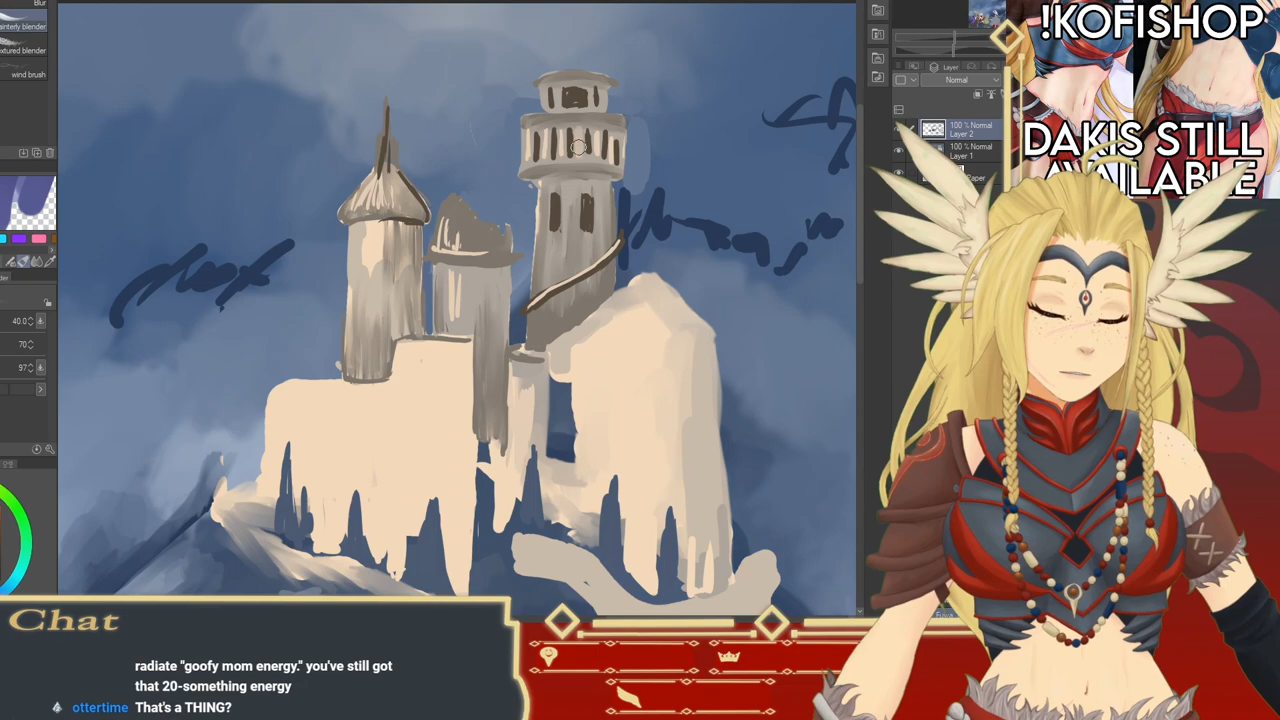 Blur
ainterly blender
extured blender
wind brush
40.0
70
97
Layer
Normal
100 % Normal
Layer 2
100 % Normal
Layer 1
Paper
!KOFISHOP
DAKIS STILL
AVAILABLE
Chat
radiate "goofy mom energy." you've still got
that 20-something energy
ottertime That's a THING?